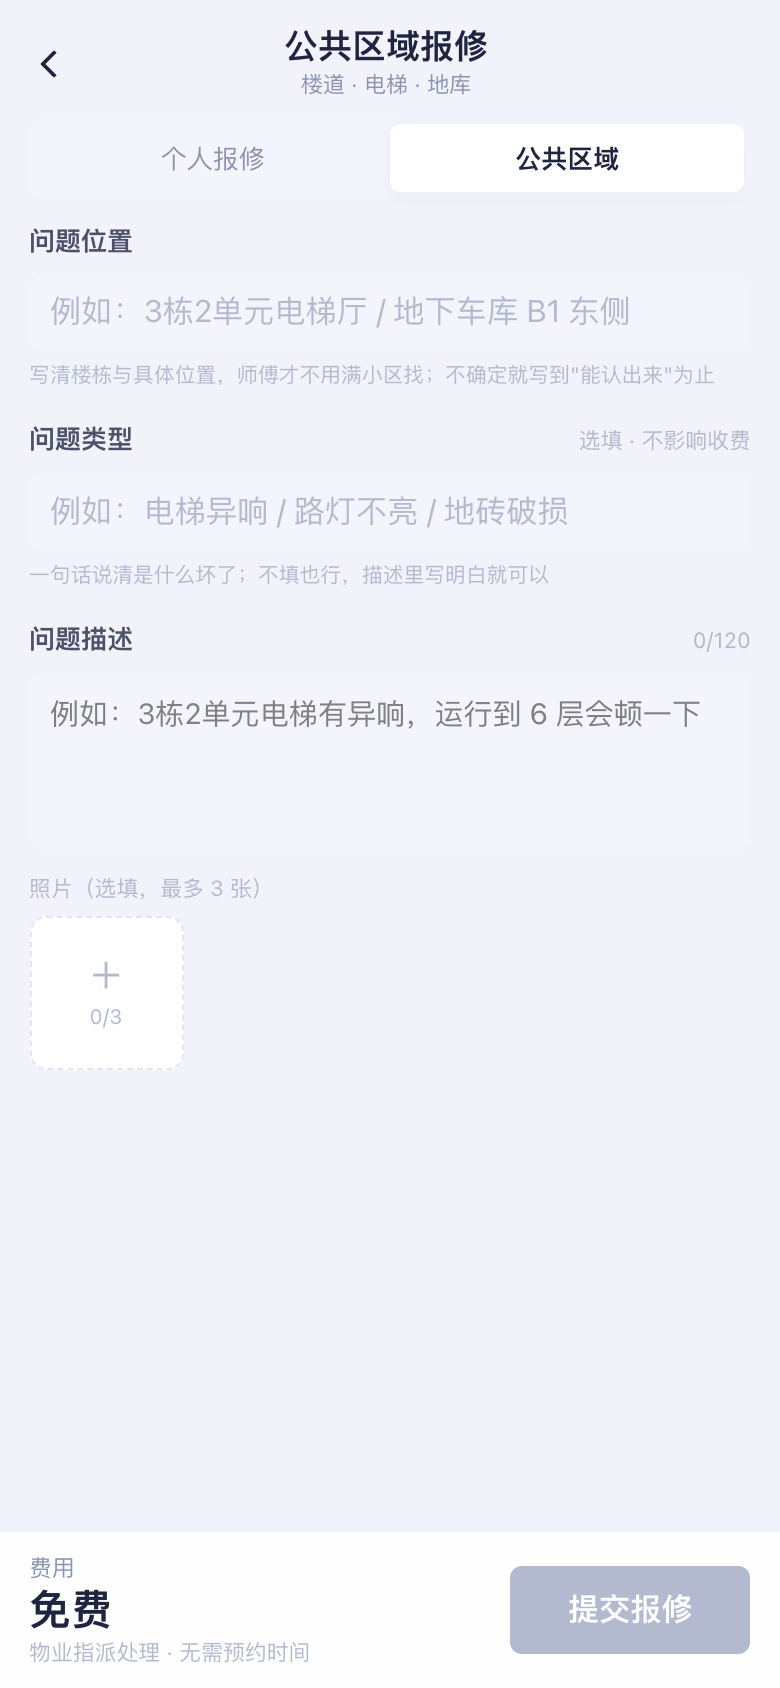 公共区域报修
楼道 · 电梯 · 地库
个人报修
公共区域
问题位置
例如：3栋2单元电梯厅 / 地下车库 B1 东侧
写清楼栋与具体位置，师傅才不用满小区找；不确定就写到"能认出来"为止
问题类型
选填 · 不影响收费
例如：电梯异响 / 路灯不亮 / 地砖破损
一句话说清是什么坏了；不填也行，描述里写明白就可以
问题描述
0/120
例如：3栋2单元电梯有异响，运行到 6 层会顿一下
照片（选填，最多 3 张）
0/3
费用
免费
物业指派处理 · 无需预约时间
提交报修